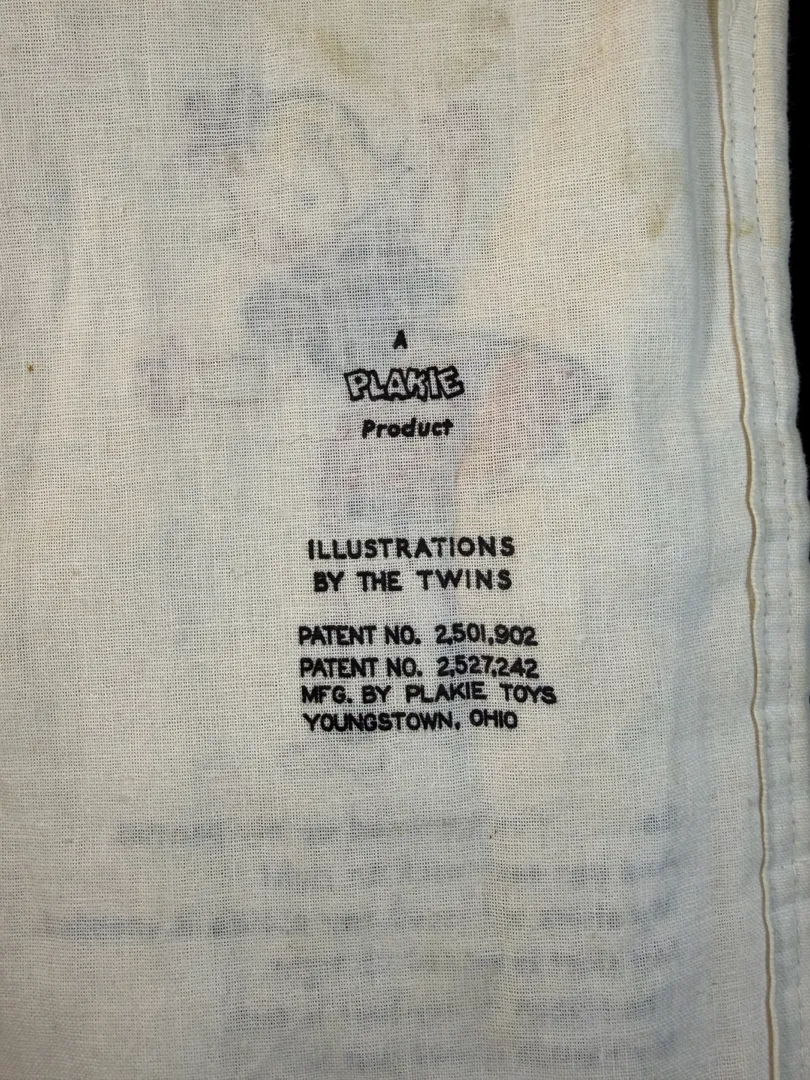 A
PLAKIE
Product
ILLUSTRATIONS
BY THE TWINS
PATENT NO. 2,501,902
PATENT NO. 2,527,242
MFG. BY PLAKIE TOYS
YOUNGSTOWN, OHIO